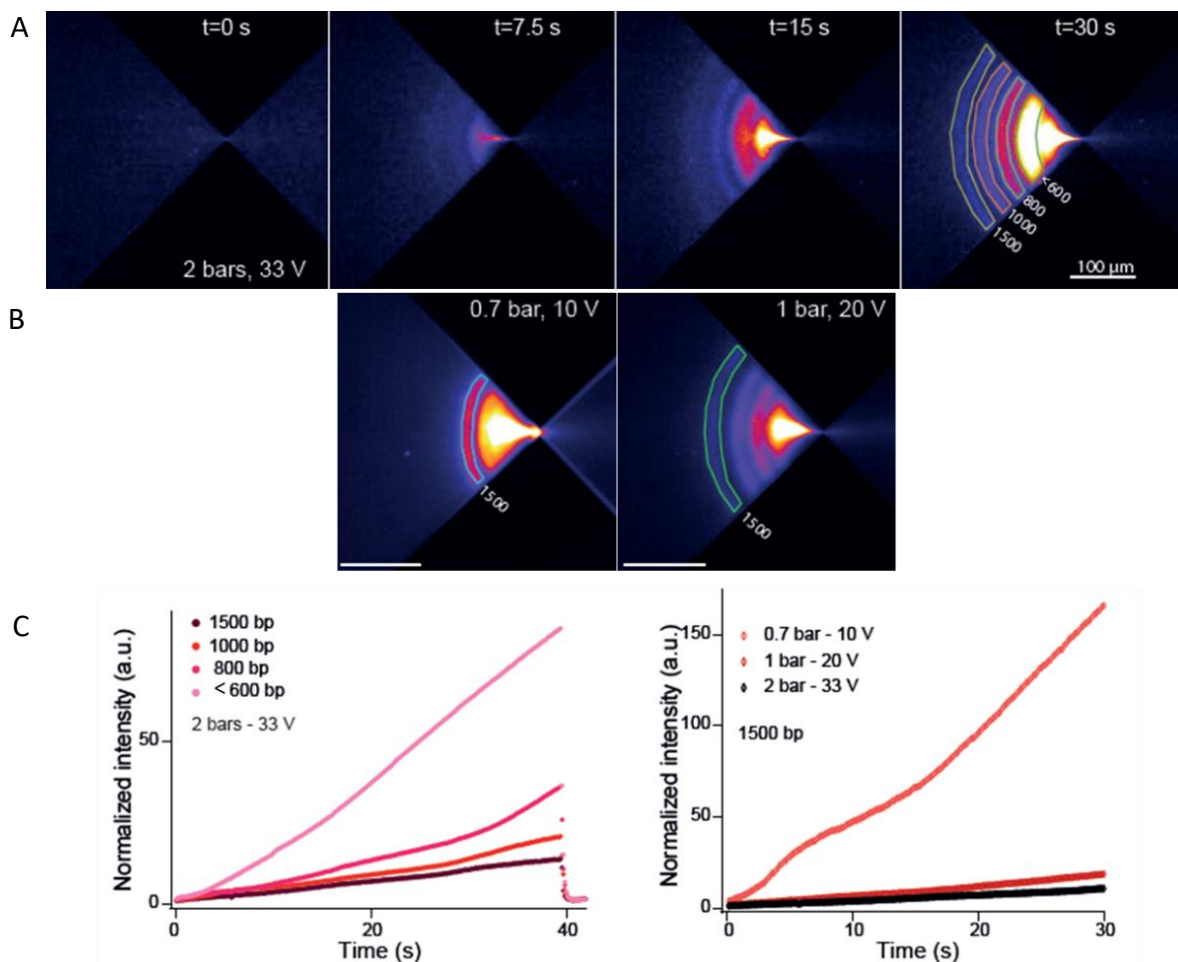 A
t=0 s
t=7.5 s
t=15 s
t=30 s
2 bars, 33 V
<600
800
1000
1500
100 µm
B
0.7 bar, 10 V
1 bar, 20 V
1500
1500
C
Normalized intensity (a.u.)
1500 bp
1000 bp
800 bp
<600 bp
2 bars - 33 V
50
0
0
20
40
Time (s)
Normalized intensity (a.u.)
0.7 bar - 10 V
1 bar - 20 V
2 bar - 33 V
1500 bp
150
100
50
0
0
10
20
30
Time (s)